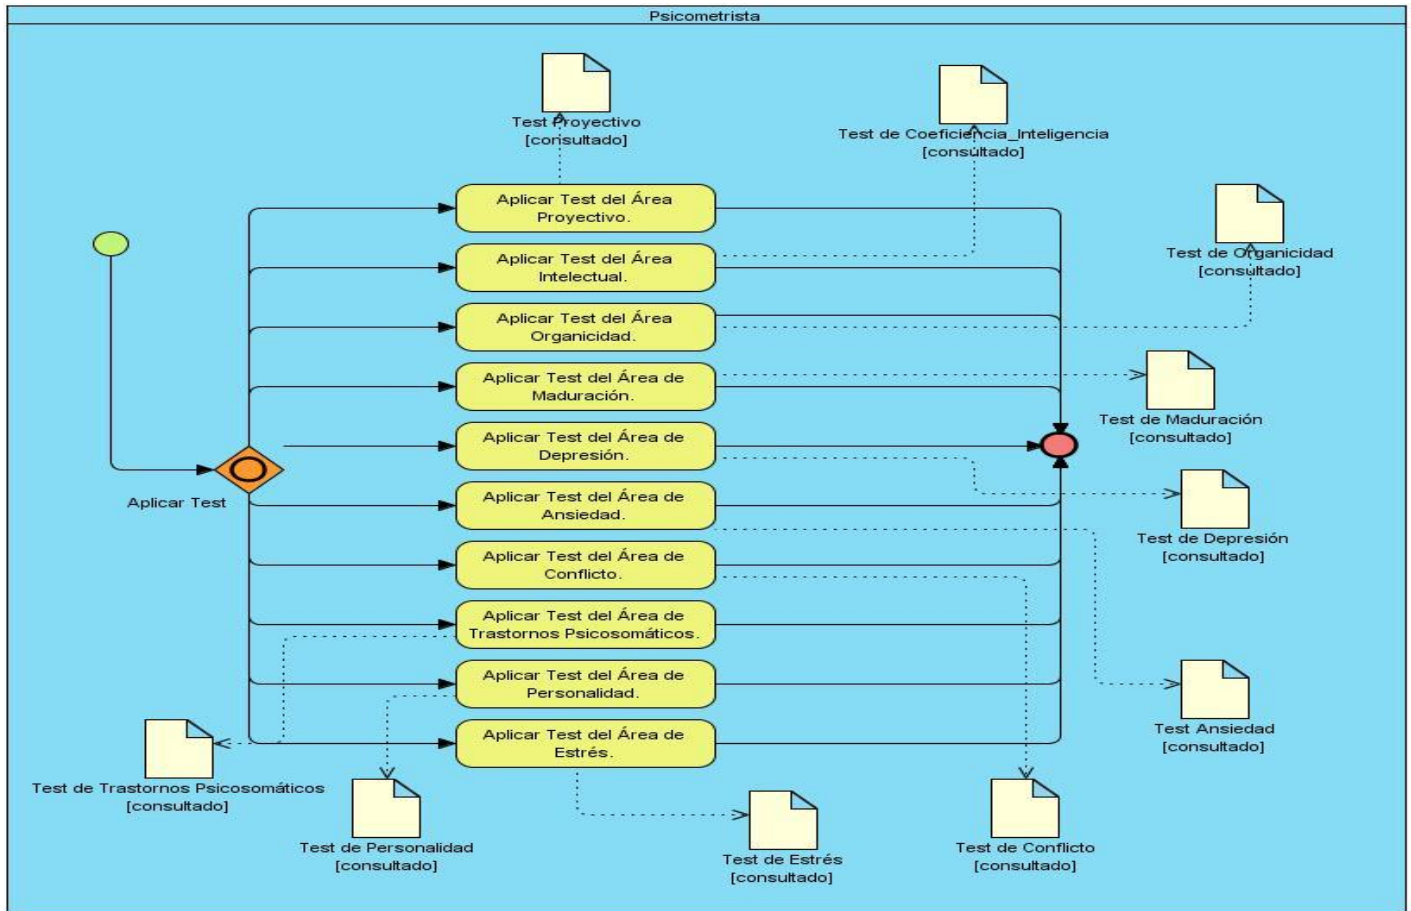 Psicometrista
Test Proyectivo
[consultado]
Test de Coeficiencia_Inteligencia
[consultado]
Aplicar Test del Área
Proyectivo.
Aplicar Test del Área
Intelectual.
Test de Organicidad
[consultado]
Aplicar Test del Área
Organicidad.
Aplicar Test del Área de
Maduración.
Test de Maduración
[consultado]
Aplicar Test del Área de
Depresión.
Aplicar Test
Aplicar Test del Área de
Ansiedad.
Test de Depresión
[consultado]
Aplicar Test del Área de
Conflicto.
Aplicar Test del Área de
Trastornos Psicosomáticos.
Aplicar Test del Área de
Personalidad.
Test Ansiedad
[consultado]
Aplicar Test del Área de
Estrés.
Test de Trastornos Psicosomáticos
[consultado]
Test de Personalidad
[consultado]
Test de Estrés
[consultado]
Test de Conflicto
[consultado]